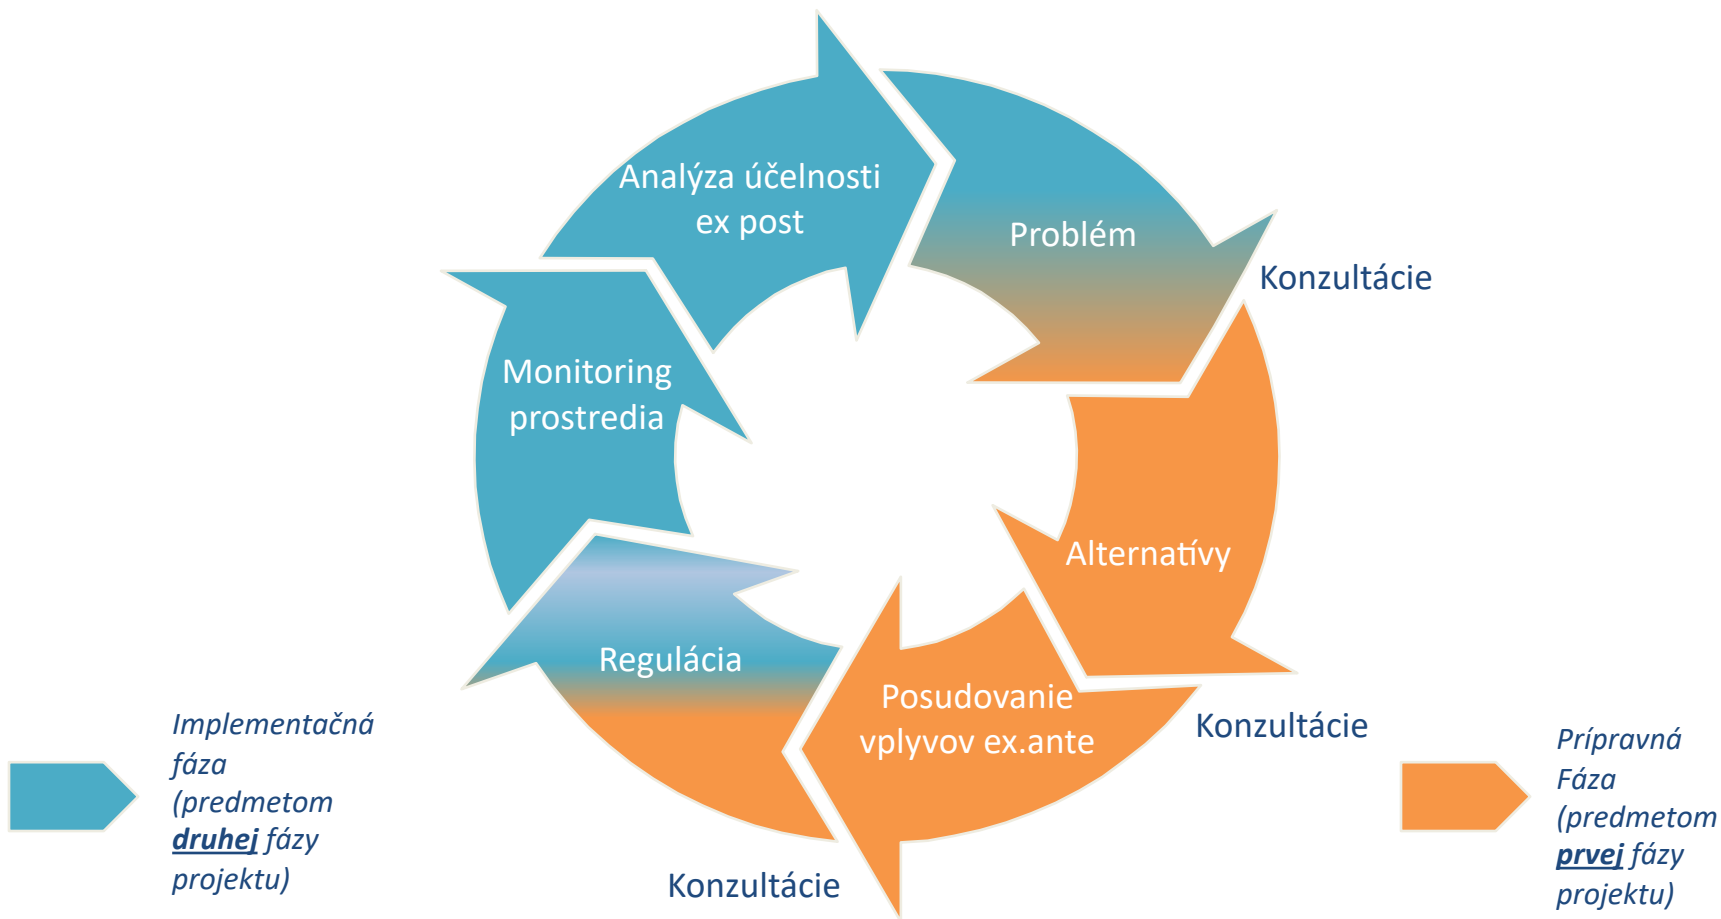 Analýza účelnosti
ex post
Problém
Konzultácie
Monitoring
prostredia
Alternatívy
Regulácia
Posudovanie
vplyvov ex.ante
Konzultácie
Konzultácie
Implementačná
fáza
(predmetom
druhej fázy
projektu)
Prípravná
Fáza
(predmetom
prvej fázy
projektu)